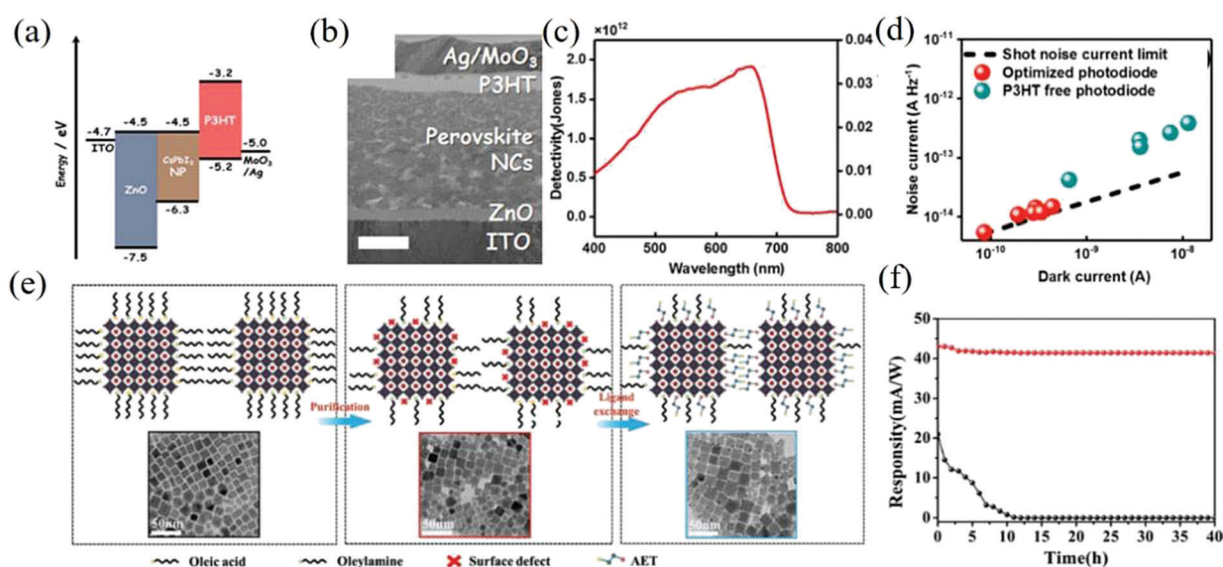 (a)
Energy / eV
-4.7
ITO
-4.5
ZnO
-7.5
-4.5
CsPbI3
NP
-6.3
-3.2
P3HT
-5.2
-5.0
MoO3
/Ag
(b)
Ag/MoO3
P3HT
Perovskite
NCs
ZnO
ITO
(c)
×10^12
Detectivity(Jones)
2.0
1.5
1.0
0.5
0.0
0.04
0.03
0.02
0.01
0.00
400 500 600 700 800
Wavelength (nm)
(d)
Noise current (A Hz^-1)
10^-11
10^-12
10^-13
10^-14
Shot noise current limit
Optimized photodiode
P3HT free photodiode
10^-10 10^-9 10^-8
Dark current (A)
(e)
Purification
Ligand
exchange
50nm
50nm
50nm
Oleic acid Oleylamine Surface defect AET
(f)
Responsity(mA/W)
50
40
30
20
10
0
0 5 10 15 20 25 30 35 40
Time(h)